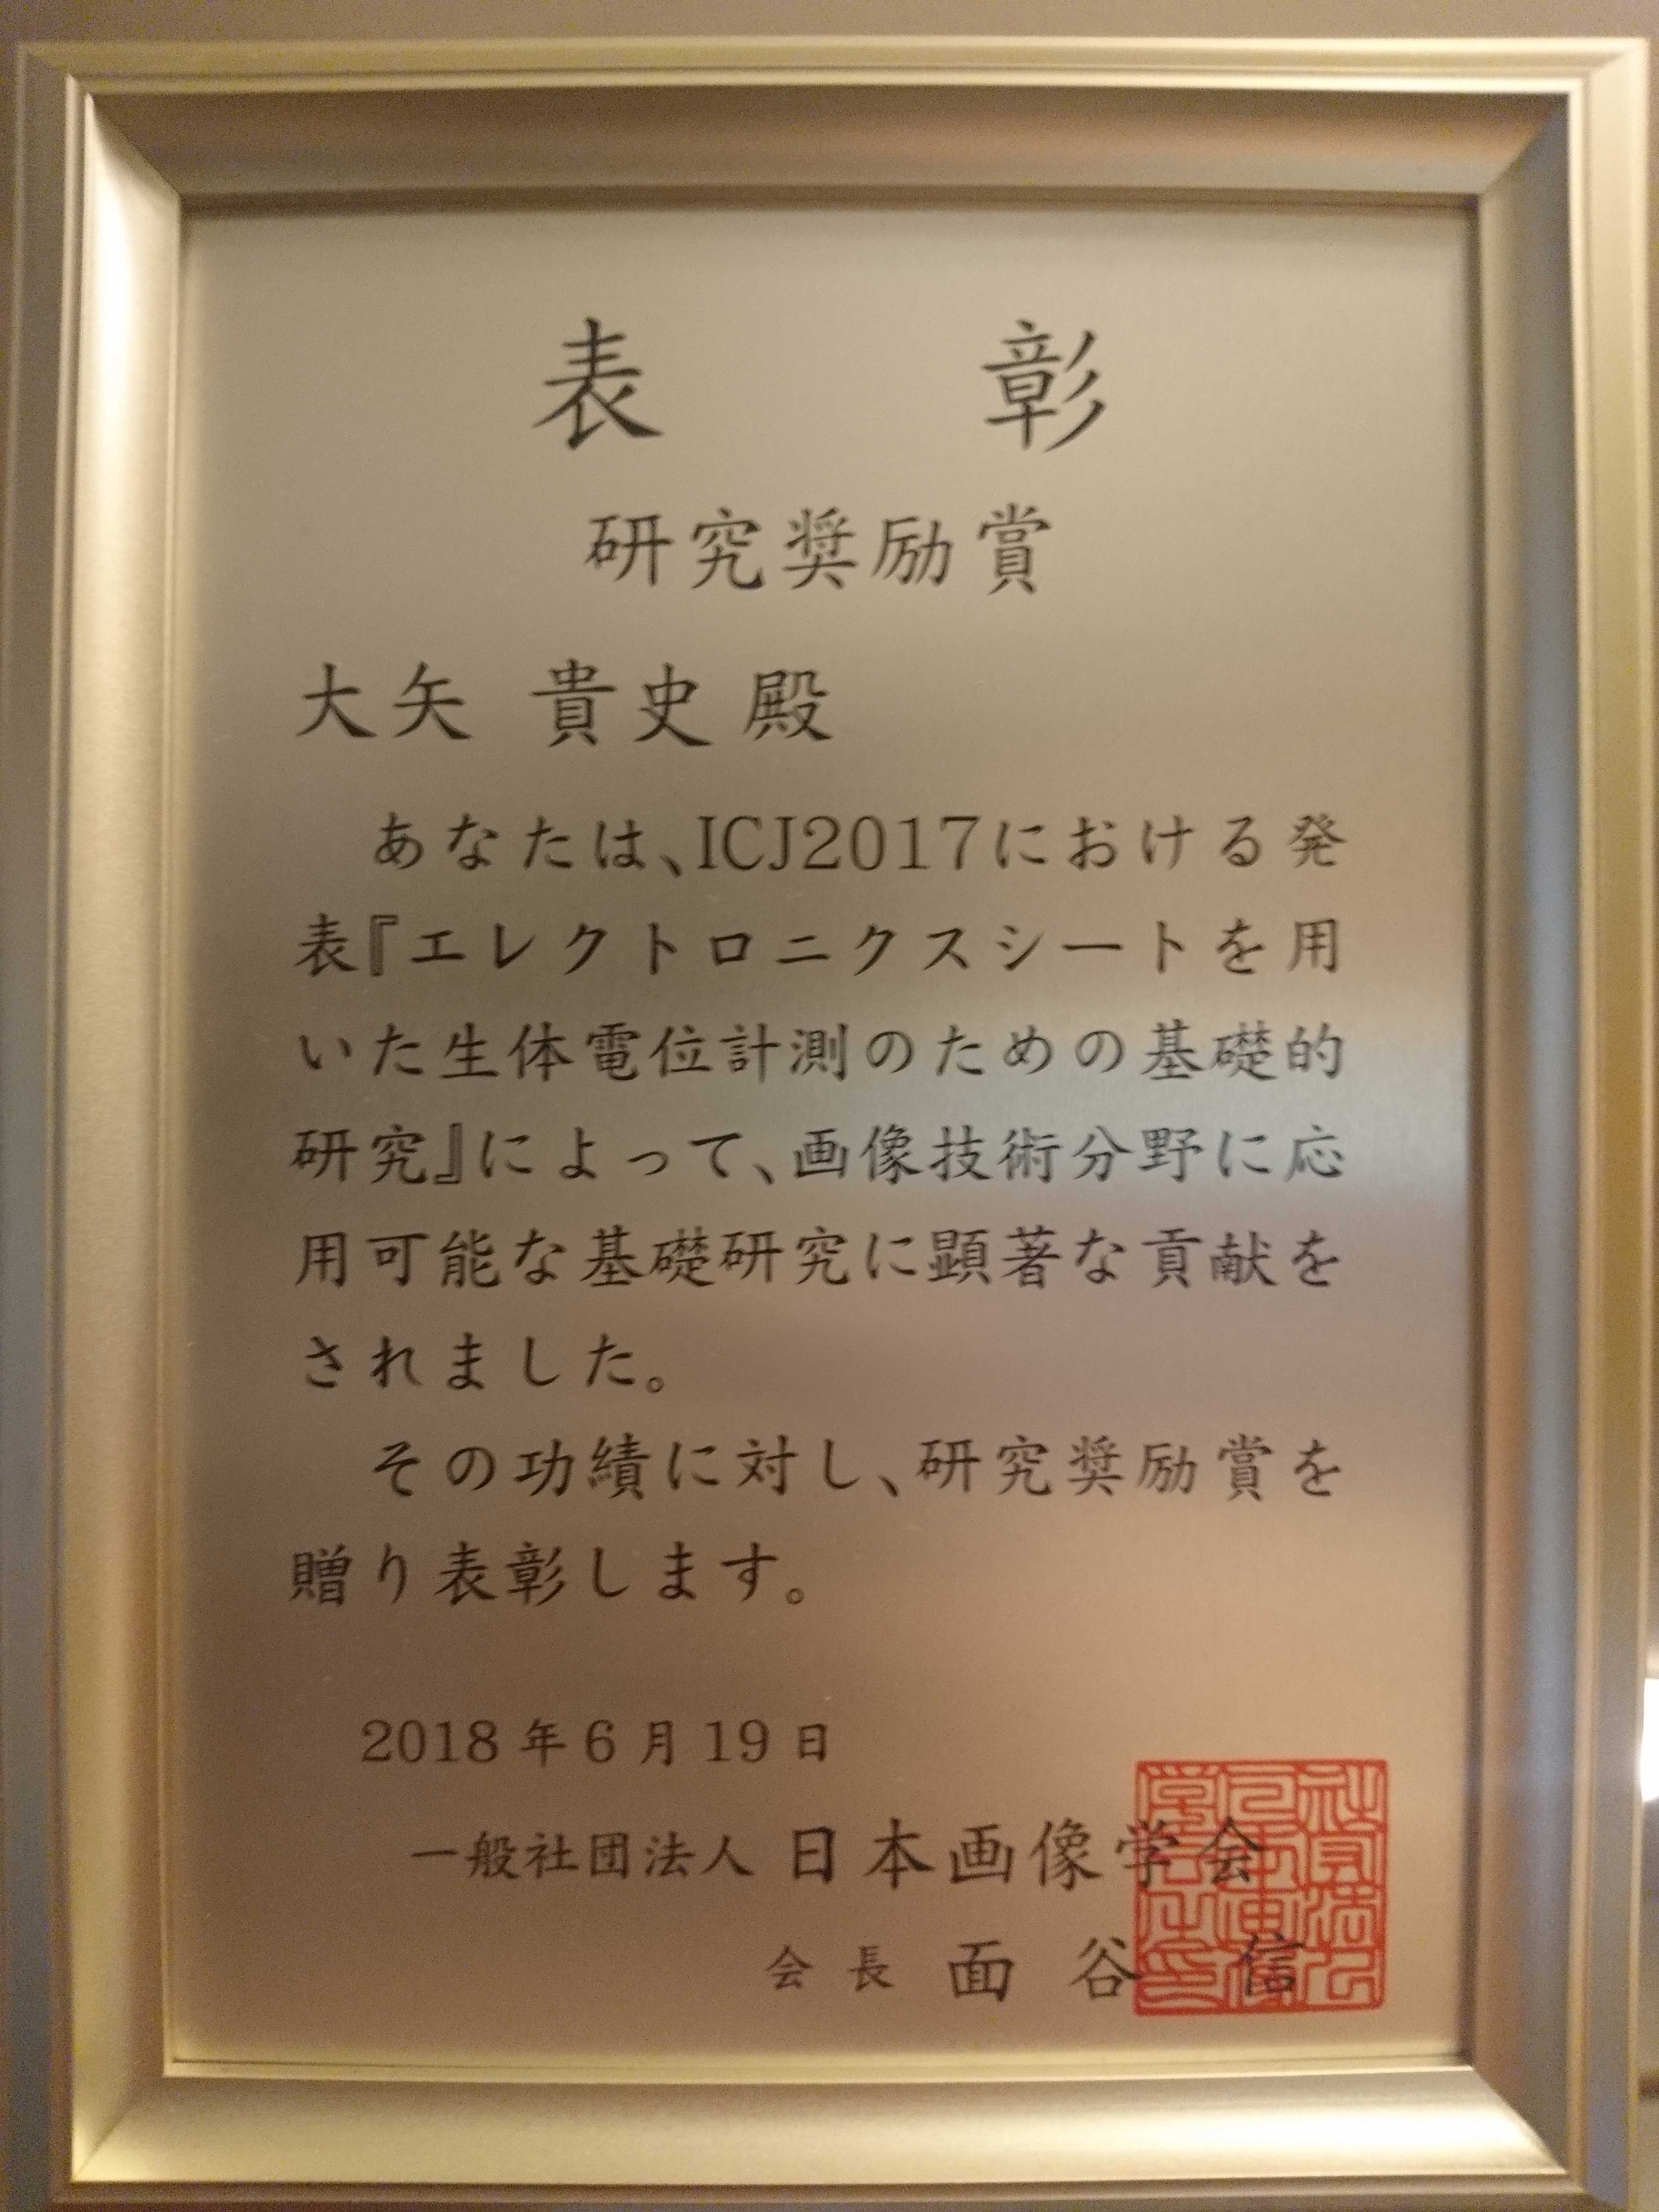 表 彰
研究奨励賞
大矢 貴史 殿
あなたは、ICJ2017における発
表『エレクトロニクスシートを用
いた生体電位計測のための基礎的
研究』によって、画像技術分野に応
用可能な基礎研究に顕著な貢献を
されました。
その功績に対し、研究奨励賞を
贈り表彰します。
2018年6月19日
一般社団法人 日本画像学会
会長 面谷 信